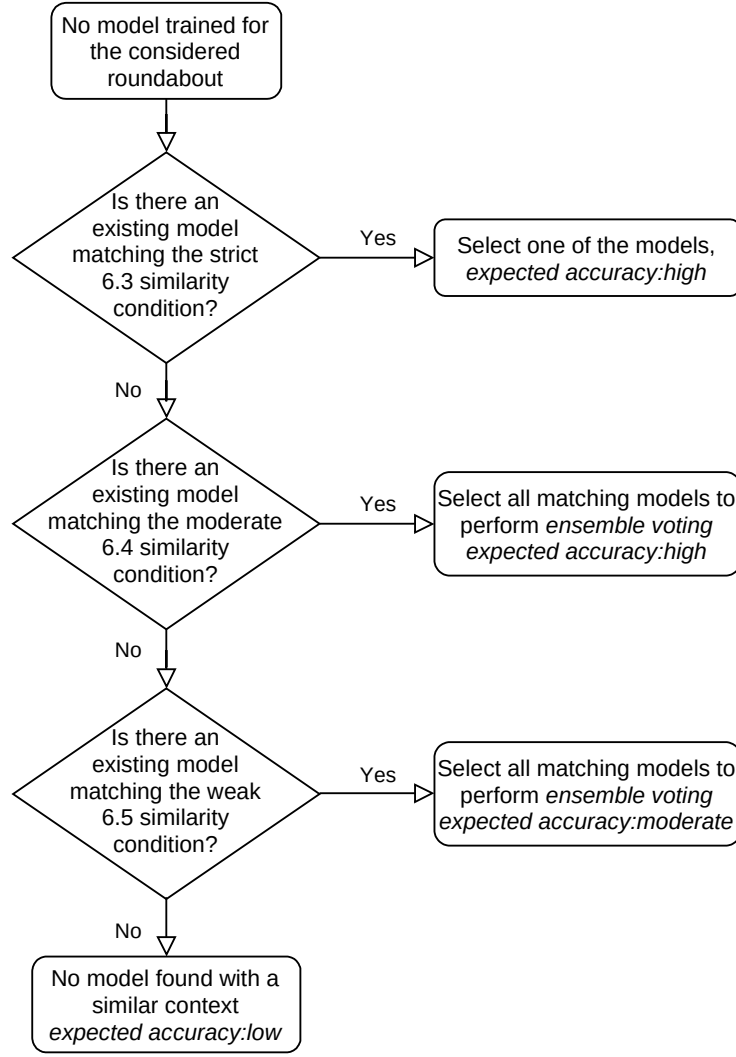 No model trained for
the considered
roundabout
Is there an
existing model
matching the strict
6.3 similarity
condition?
Yes
Select one of the models,
expected accuracy:high
No
Is there an
existing model
matching the moderate
6.4 similarity
condition?
Yes
Select all matching models to
perform ensemble voting
expected accuracy:high
No
Is there an
existing model
matching the weak
6.5 similarity
condition?
Yes
Select all matching models to
perform ensemble voting
expected accuracy:moderate
No
No model found with a
similar context
expected accuracy:low